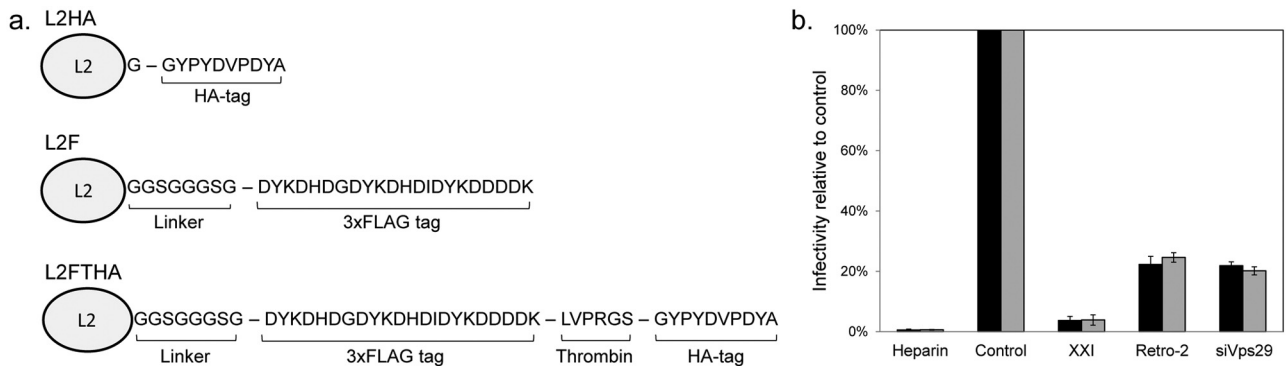 a.
L2HA
L2
G – GYPYDVPDYA
HA-tag
L2F
L2
GGSGGGSG – DYKDHDGDYKDHDIDYKDDDDK
Linker
3xFLAG tag
L2FTHA
L2
GGSGGGSG – DYKDHDGDYKDHDIDYKDDDDK – LVPRGS – GYPYDVPDYA
Linker
3xFLAG tag
Thrombin
HA-tag
b.
Infectivity relative to control
100%
80%
60%
40%
20%
0%
Heparin
Control
XXI
Retro-2
siVps29